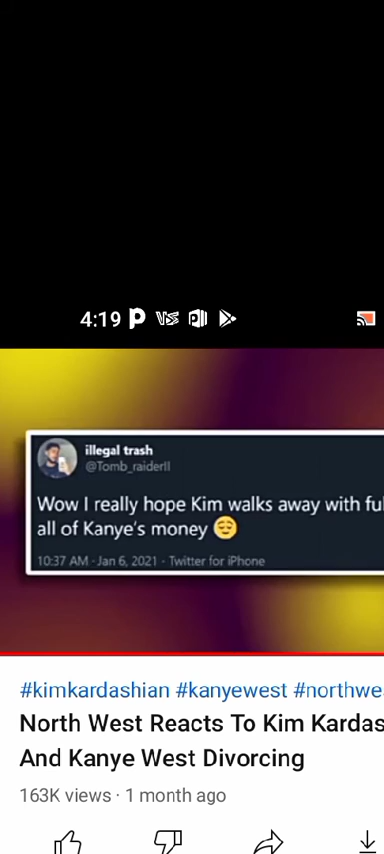 4:19
illegal trash
@Tomb_raiderII
Wow I really hope Kim walks away with ful
all of Kanye's money 😌
10:37 AM · Jan 6, 2021 · Twitter for iPhone
#kimkardashian #kanyewest #northwe
North West Reacts To Kim Kardas
And Kanye West Divorcing
163K views · 1 month ago